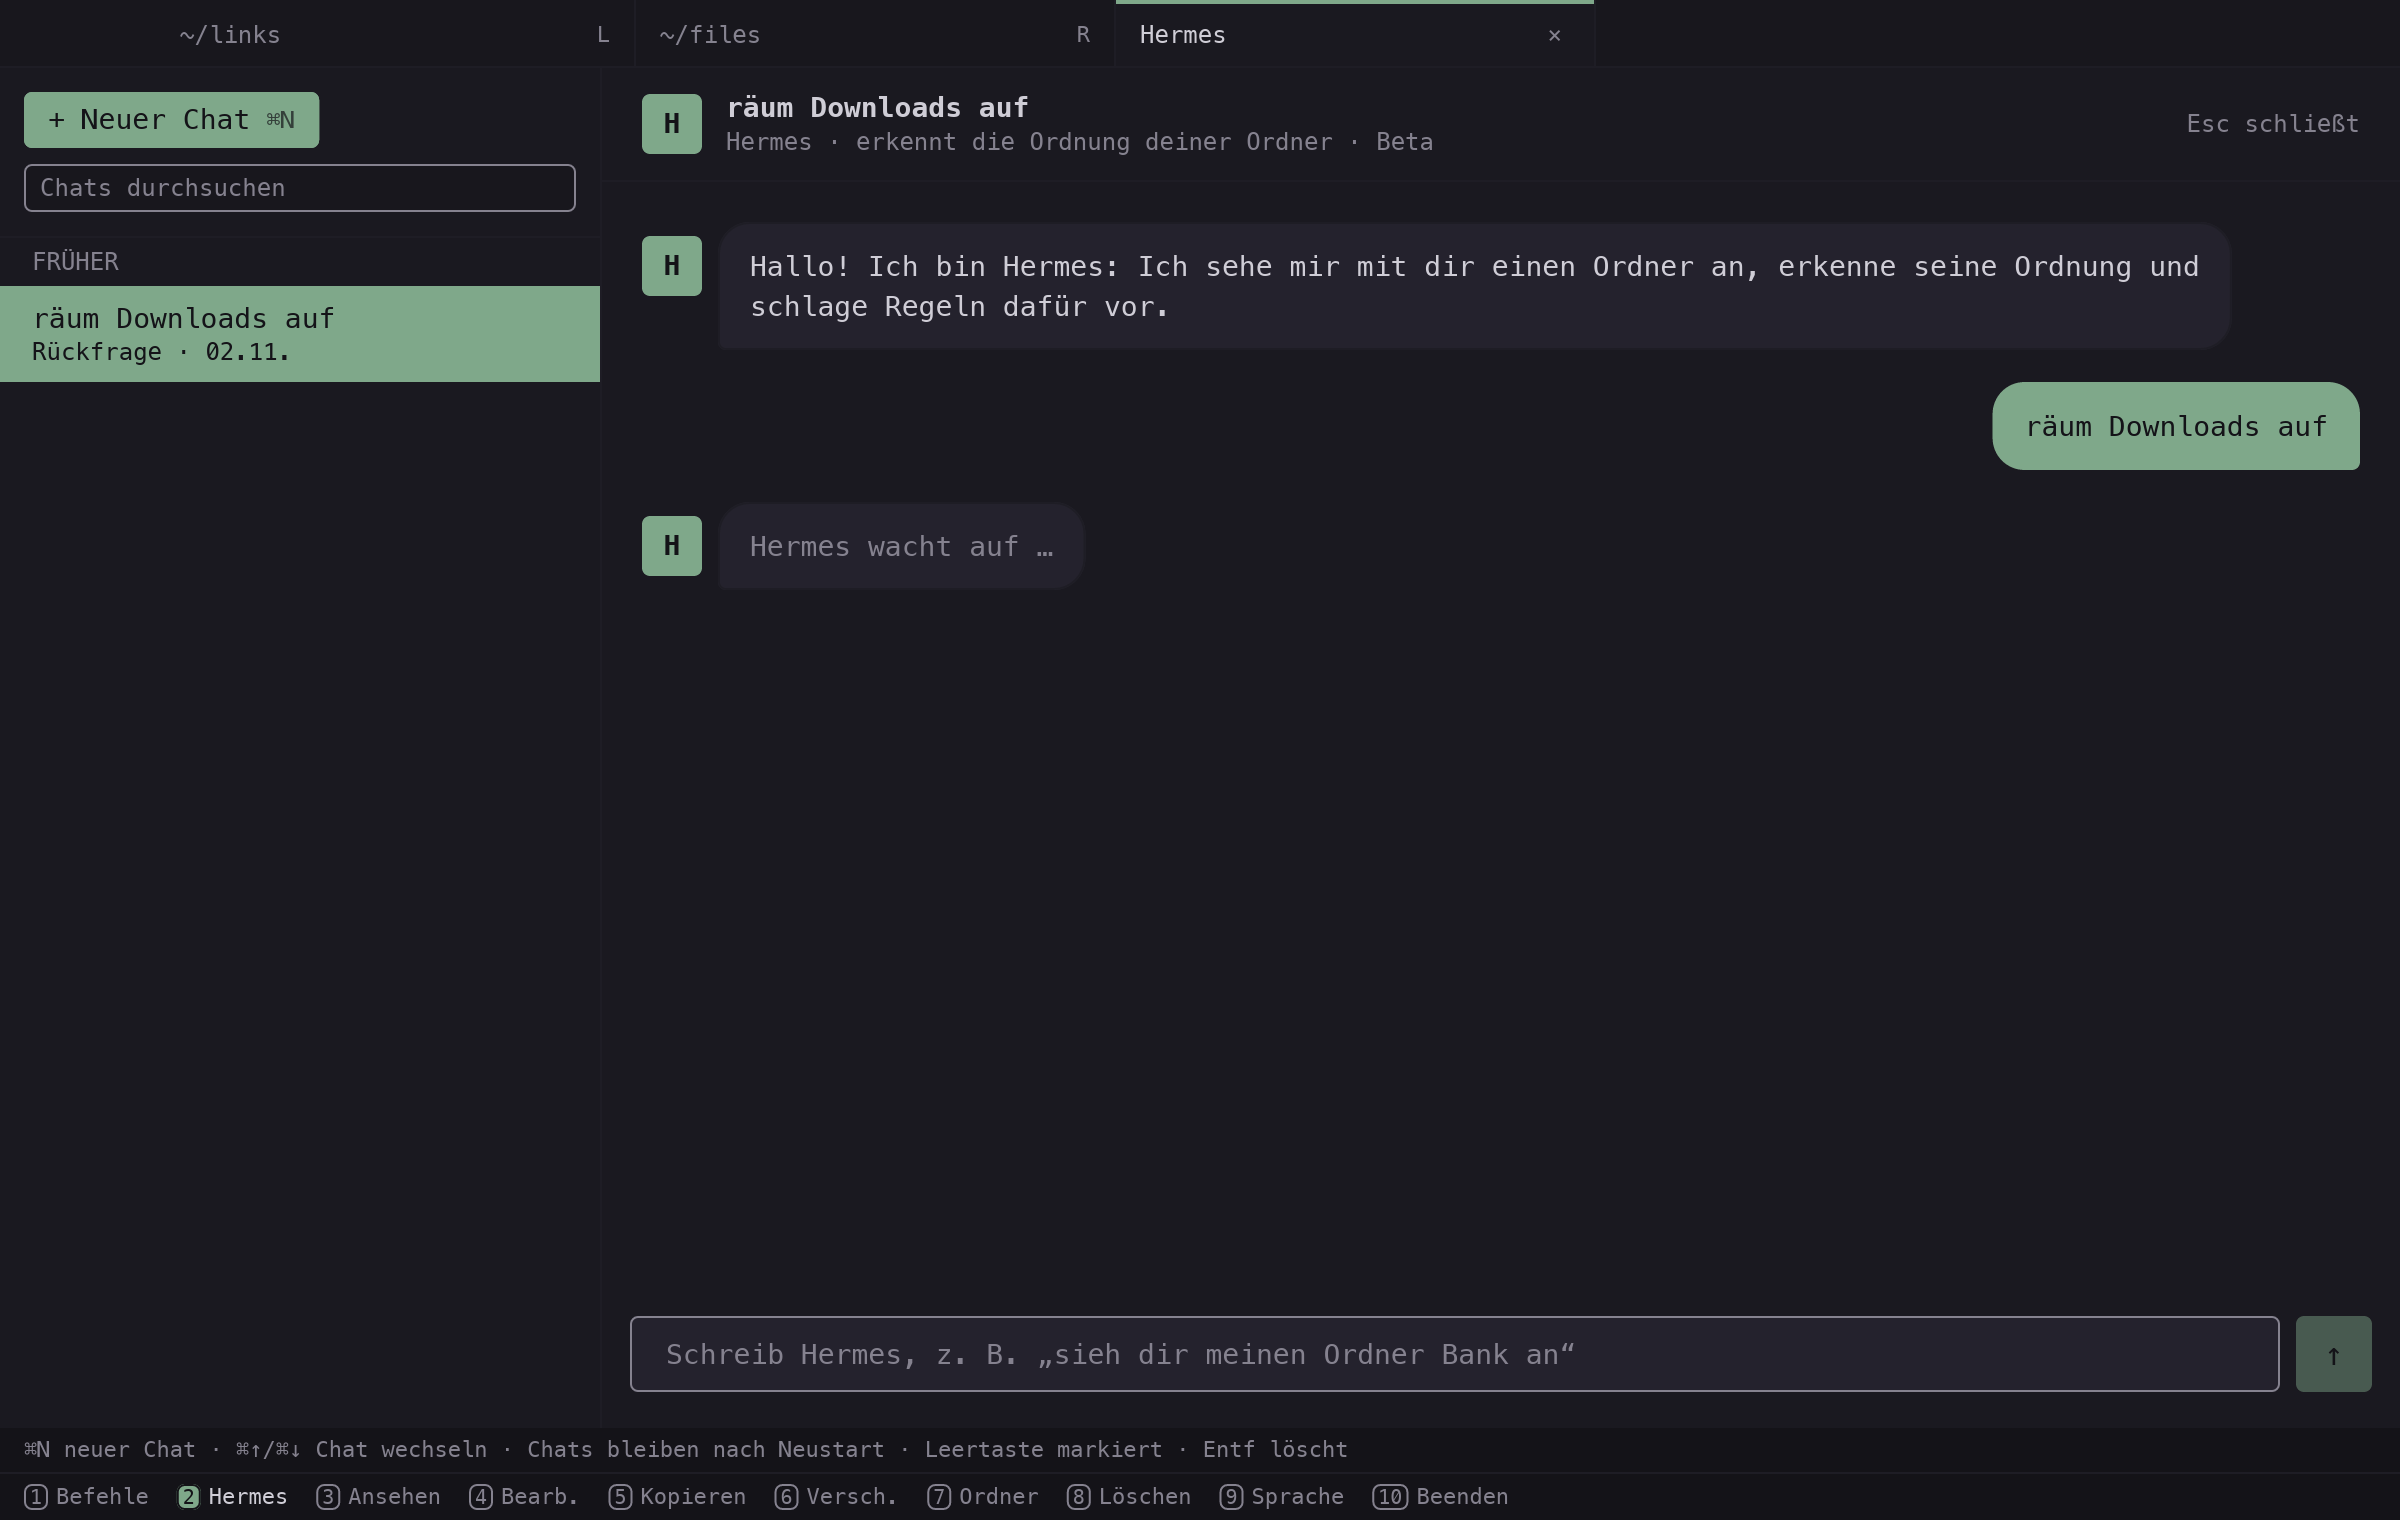 ~/links L ~/files R Hermes ×
+ Neuer Chat ⌘N
Chats durchsuchen
FRÜHER
räum Downloads auf
Rückfrage · 02.11.
H
räum Downloads auf
Hermes · erkennt die Ordnung deiner Ordner · Beta
Esc schließt
H
Hallo! Ich bin Hermes: Ich sehe mir mit dir einen Ordner an, erkenne seine Ordnung und
schlage Regeln dafür vor.
räum Downloads auf
H
Hermes wacht auf …
Schreib Hermes, z. B. „sieh dir meinen Ordner Bank an“
↑
⌘N neuer Chat · ⌘↑/⌘↓ Chat wechseln · Chats bleiben nach Neustart · Leertaste markiert · Entf löscht
1 Befehle 2 Hermes 3 Ansehen 4 Bearb. 5 Kopieren 6 Versch. 7 Ordner 8 Löschen 9 Sprache 10 Beenden